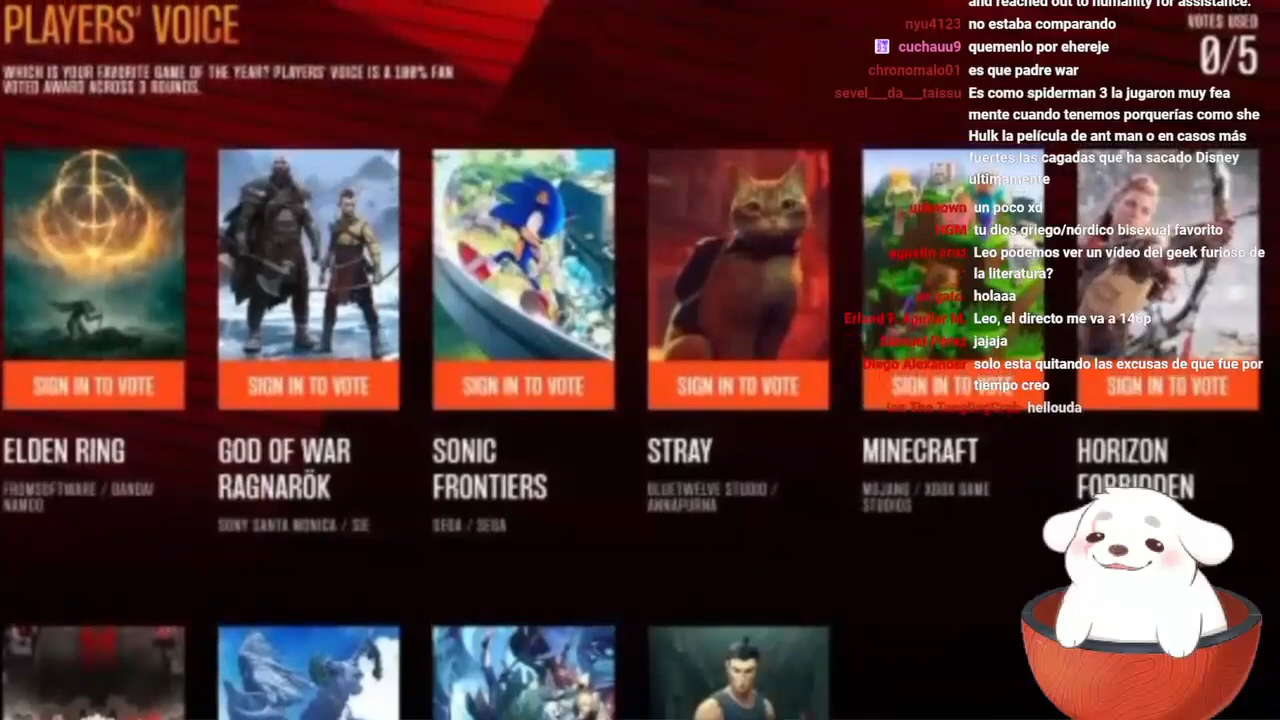 PLAYERS' VOICE
WHICH IS YOUR FAVORITE GAME OF THE YEAR? PLAYERS' VOICE IS A 100% FAN
VOTED AWARD ACROSS 3 ROUNDS.
VOTES USED
0/5
and reached out to humanity for assistance.
nyu4123 no estaba comparando
cuchauu9 quemenlo por ehereje
chronomalo01 es que padre war
sevel___da___taissu Es como spiderman 3 la jugaron muy fea
mente cuando tenemos porquerías como she
Hulk la película de ant man o en casos más
fuertes las cagadas que ha sacado Disney
últimamente
unknown un poco xd
tu dios griego/nórdico bisexual favorito
Leo podemos ver un vídeo del geek furioso de
la literatura?
holaaa
Erland F. Aguilar M. Leo, el directo me va a 146p
Samuel Perez jajaja
Diego Alexander solo esta quitando las excusas de que fue por
tiempo creo
hellouda
SIGN IN TO VOTE
SIGN IN TO VOTE
SIGN IN TO VOTE
SIGN IN TO VOTE
SIGN IN TO VOTE
SIGN IN TO VOTE
ELDEN RING
FROMSOFTWARE / BANDAI
NAMCO
GOD OF WAR
RAGNARÖK
SONY SANTA MONICA / SIE
SONIC
FRONTIERS
SEGA / SEGA
STRAY
BLUETWELVE STUDIO /
ANNAPURNA
MINECRAFT
MOJANG / XBOX GAME
STUDIOS
HORIZON
FORBIDDEN